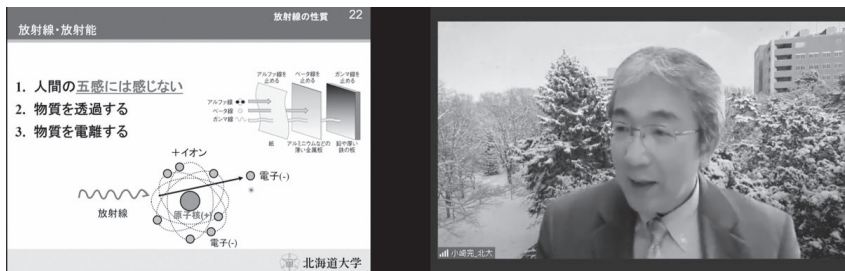 放射線の性質 22
放射線・放射能
1. 人間の五感には感じない
2. 物質を透過する
3. 物質を電離する
アルファ線を
止める
ベータ線を
止める
ガンマ線を
止める
アルファ線
ベータ線
ガンマ線
紙
アルミニウムなどの
薄い金属板
鉛や厚い
鉄の板
+イオン
電子(-)
放射線
原子核(+)
電子(-)
北海道大学
小崎完_北大